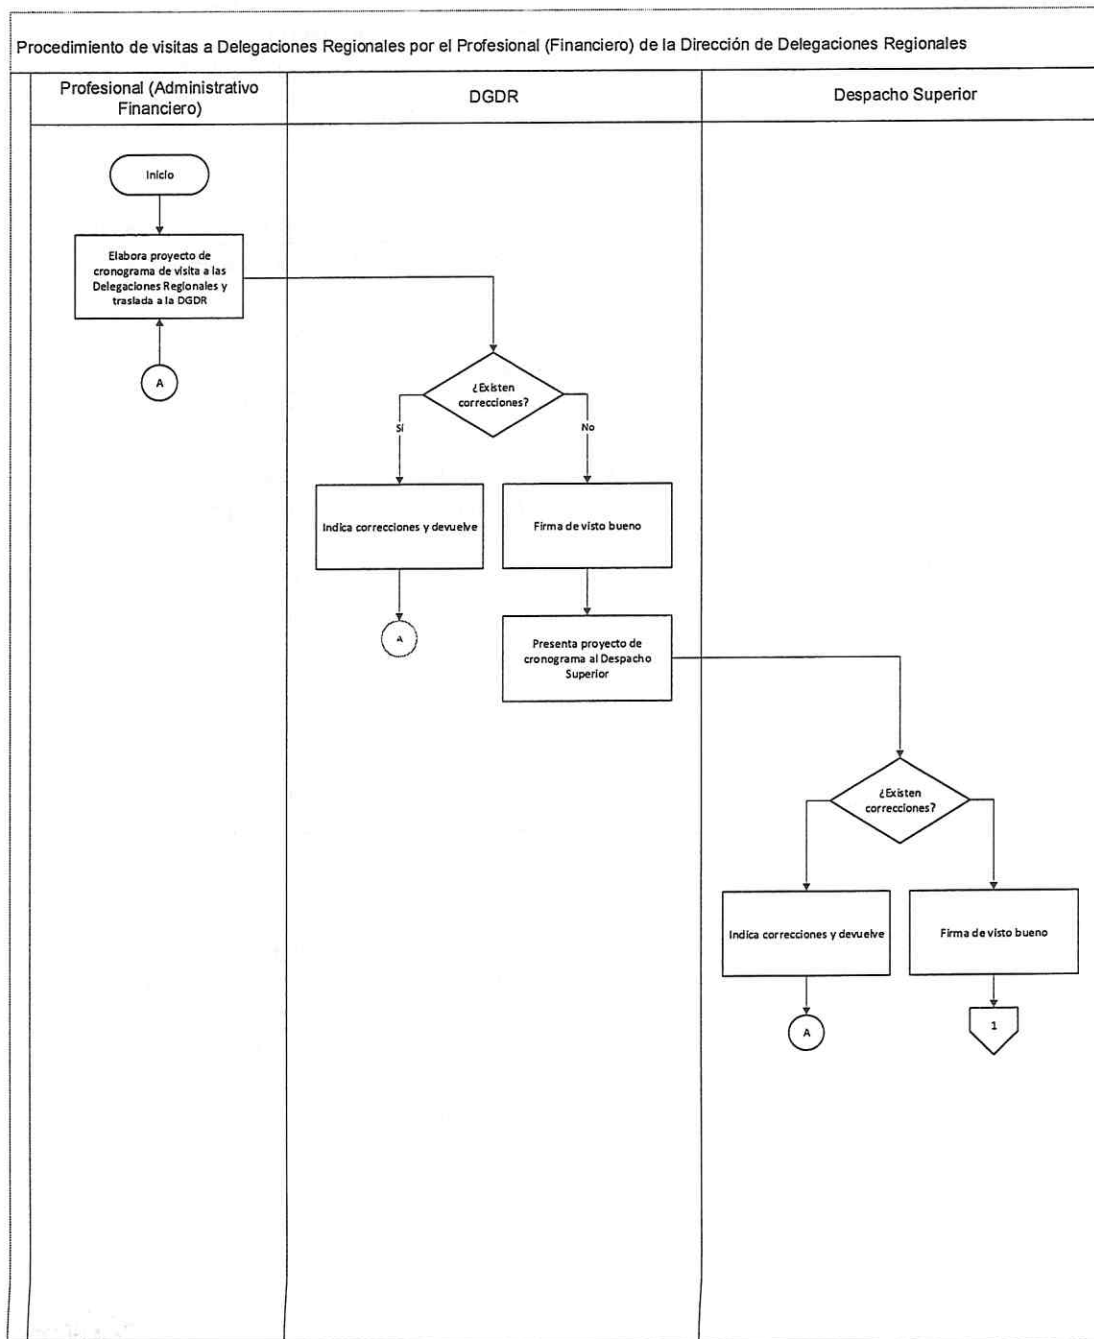 Procedimiento de visitas a Delegaciones Regionales por el Profesional (Financiero) de la Dirección de Delegaciones Regionales
Profesional (Administrativo
Financiero)
DGDR
Despacho Superior
Inicio
Elabora proyecto de
cronograma de visita a las
Delegaciones Regionales y
traslada a la DGDR
A
¿Existen
correcciones?
Sí
No
Indica correcciones y devuelve
Firma de visto bueno
A
Presenta proyecto de
cronograma al Despacho
Superior
¿Existen
correcciones?
Indica correcciones y devuelve
Firma de visto bueno
A
1